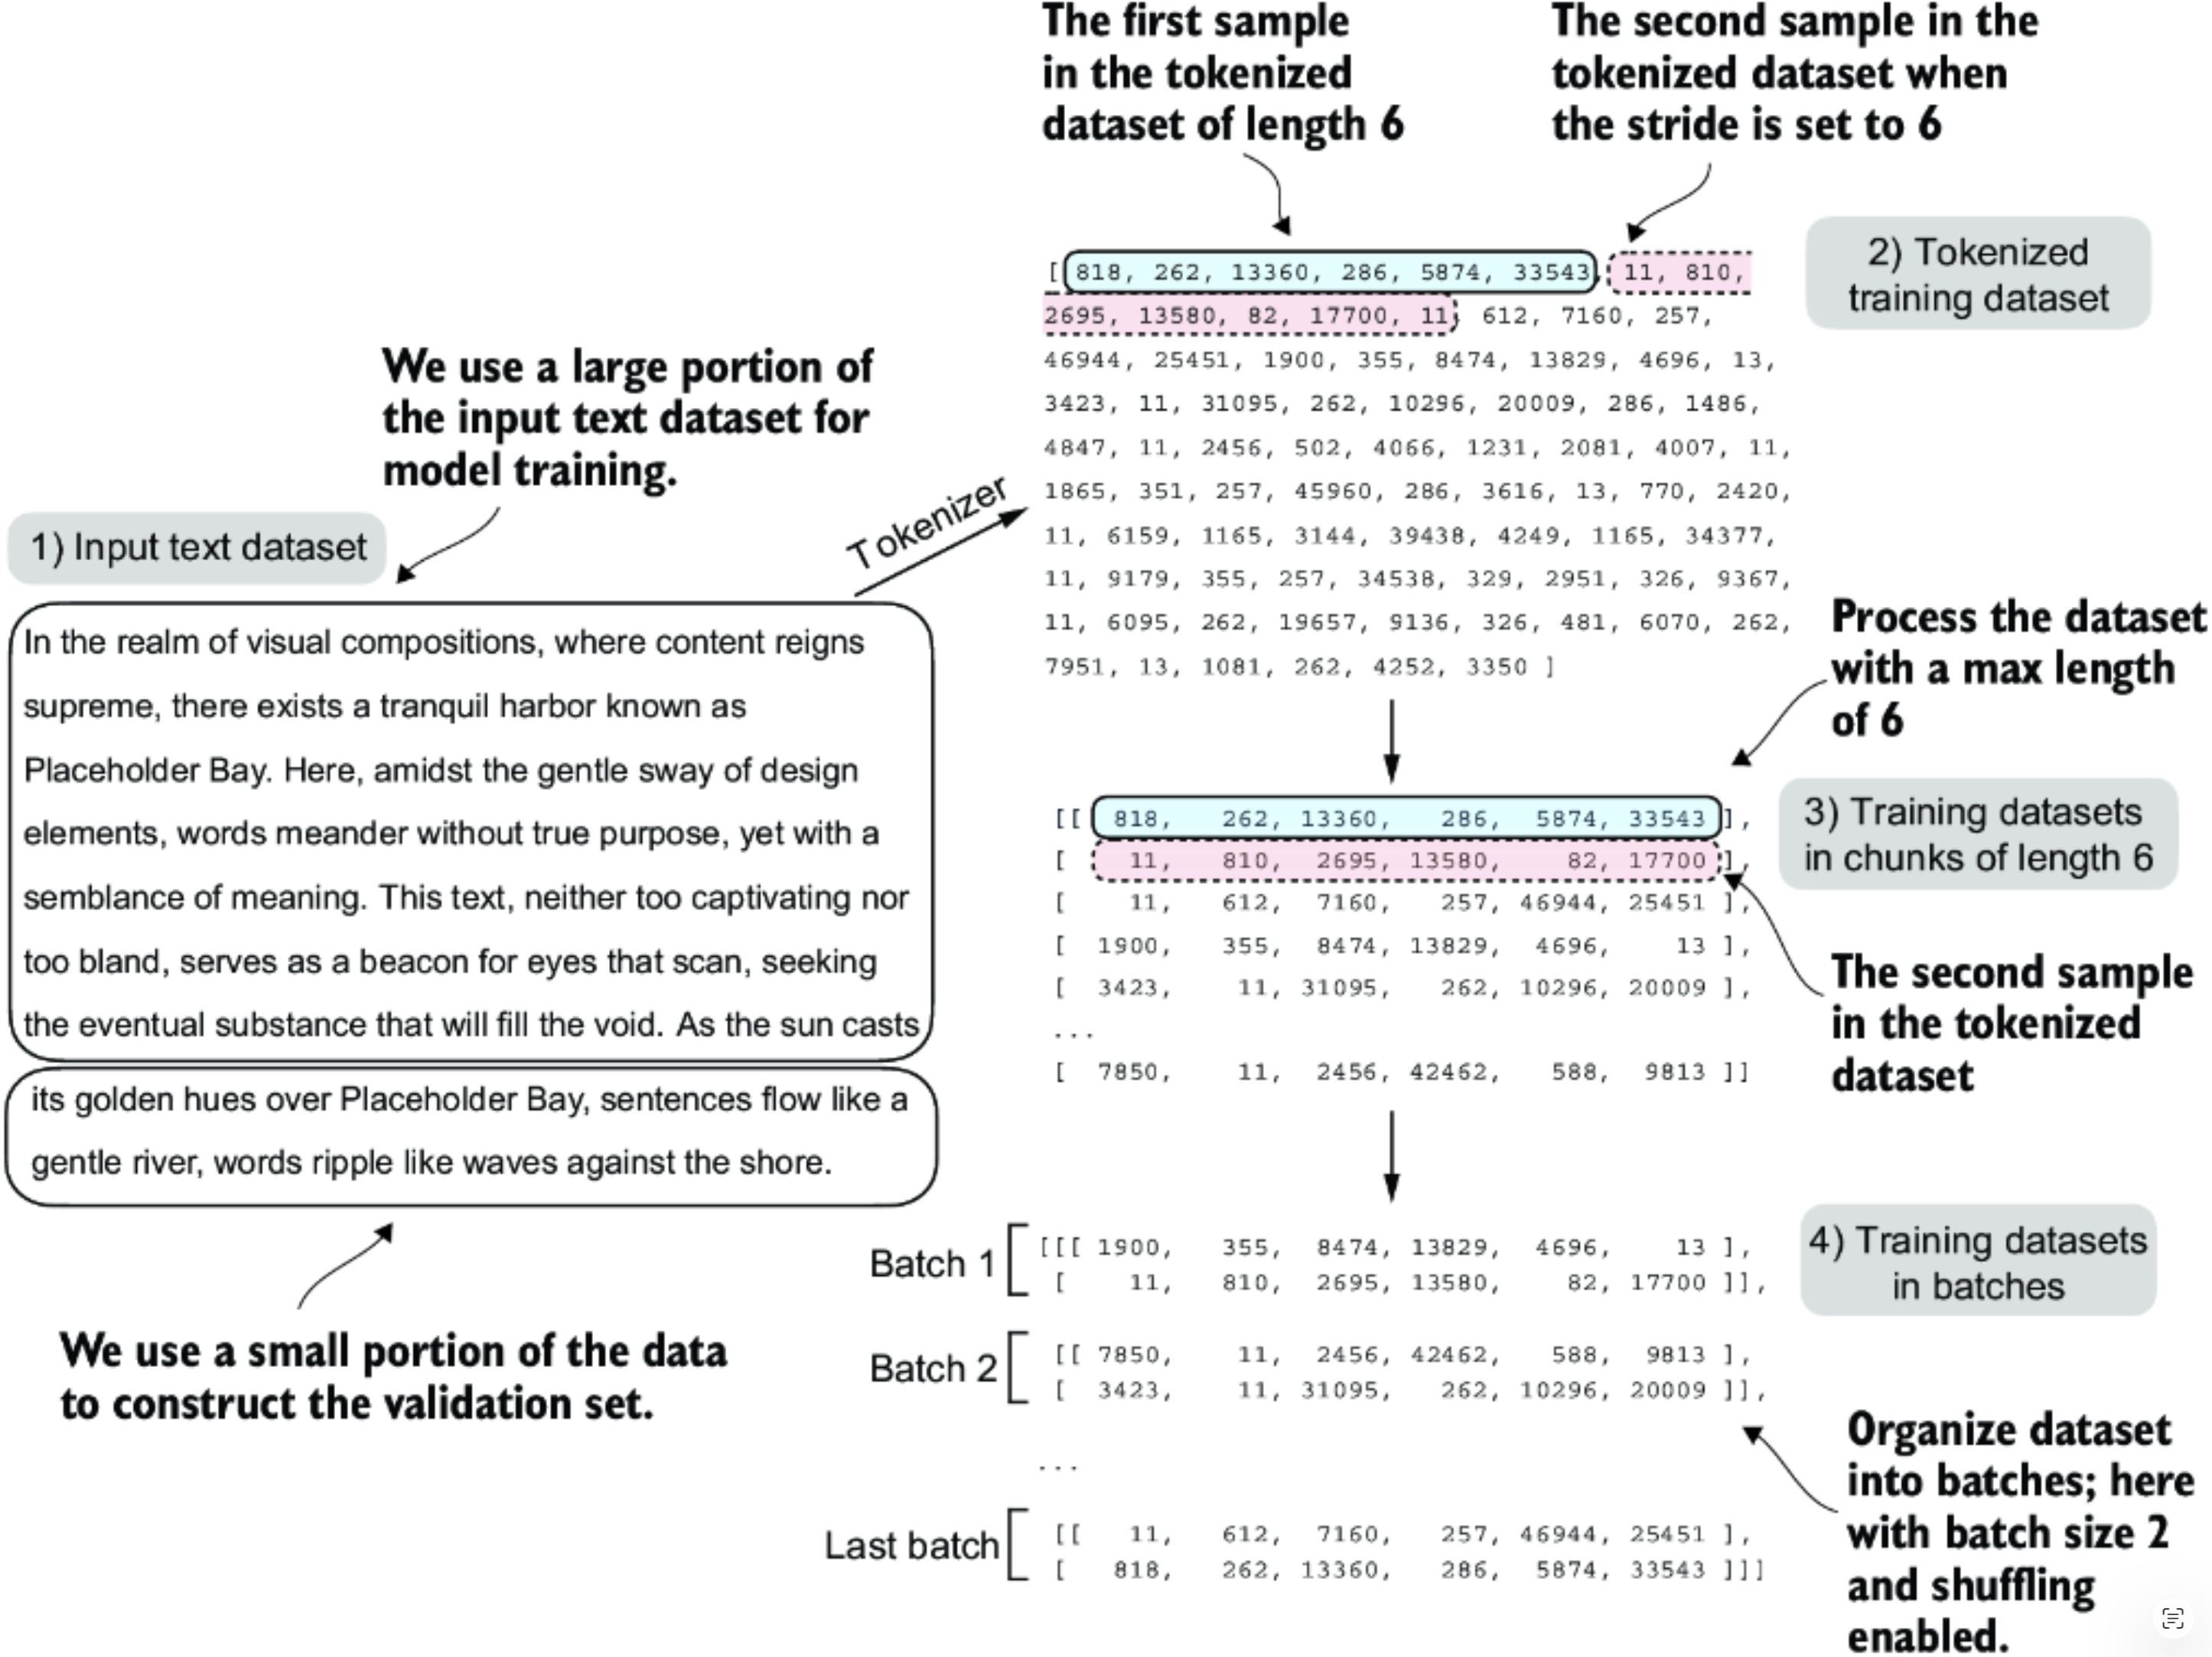 The first sample
in the tokenized
dataset of length 6
The second sample in the
tokenized dataset when
the stride is set to 6
2) Tokenized
training dataset
[ 818, 262, 13360, 286, 5874, 33543, 11, 810,
2695, 13580, 82, 17700, 11, 612, 7160, 257,
46944, 25451, 1900, 355, 8474, 13829, 4696, 13,
3423, 11, 31095, 262, 10296, 20009, 286, 1486,
4847, 11, 2456, 502, 4066, 1231, 2081, 4007, 11,
1865, 351, 257, 45960, 286, 3616, 13, 770, 2420,
11, 6159, 1165, 3144, 39438, 4249, 1165, 34377,
11, 9179, 355, 257, 34538, 329, 2951, 326, 9367,
11, 6095, 262, 19657, 9136, 326, 481, 6070, 262,
7951, 13, 1081, 262, 4252, 3350 ]
We use a large portion of
the input text dataset for
model training.
1) Input text dataset
Tokenizer
In the realm of visual compositions, where content reigns
supreme, there exists a tranquil harbor known as
Placeholder Bay. Here, amidst the gentle sway of design
elements, words meander without true purpose, yet with a
semblance of meaning. This text, neither too captivating nor
too bland, serves as a beacon for eyes that scan, seeking
the eventual substance that will fill the void. As the sun casts
its golden hues over Placeholder Bay, sentences flow like a
gentle river, words ripple like waves against the shore.
We use a small portion of the data
to construct the validation set.
Process the dataset
with a max length
of 6
3) Training datasets
in chunks of length 6
[[ 818, 262, 13360, 286, 5874, 33543 ],
[ 11, 810, 2695, 13580, 82, 17700 ],
[ 11, 612, 7160, 257, 46944, 25451 ],
[ 1900, 355, 8474, 13829, 4696, 13 ],
[ 3423, 11, 31095, 262, 10296, 20009 ],
...
[ 7850, 11, 2456, 42462, 588, 9813 ]]
The second sample
in the tokenized
dataset
4) Training datasets
in batches
Batch 1
[[[ 1900, 355, 8474, 13829, 4696, 13 ],
[ 11, 810, 2695, 13580, 82, 17700 ]],
Batch 2
[[ 7850, 11, 2456, 42462, 588, 9813 ],
[ 3423, 11, 31095, 262, 10296, 20009 ]],
...
Last batch
[[ 11, 612, 7160, 257, 46944, 25451 ],
[ 818, 262, 13360, 286, 5874, 33543 ]]]
Organize dataset
into batches; here
with batch size 2
and shuffling
enabled.